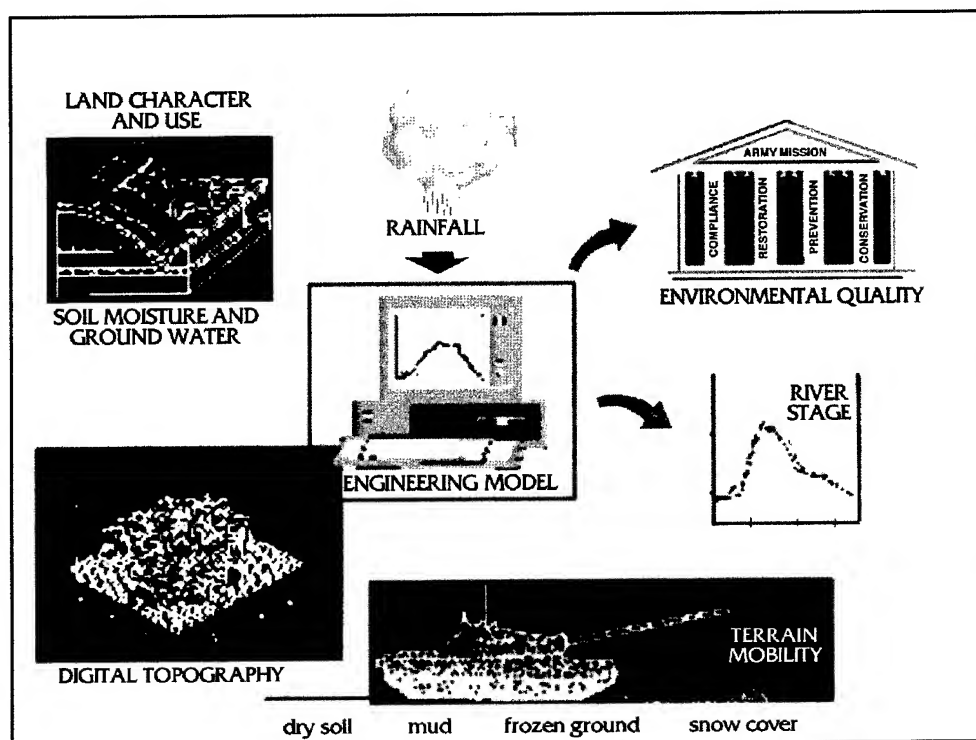 LAND CHARACTER
AND USE
SOIL MOISTURE AND
GROUND WATER
RAINFALL
ARMY MISSION
COMPLIANCE
RESTORATION
PREVENTION
CONSERVATION
ENVIRONMENTAL QUALITY
ENGINEERING MODEL
RIVER
STAGE
DIGITAL TOPOGRAPHY
TERRAIN
MOBILITY
dry soil mud frozen ground snow cover